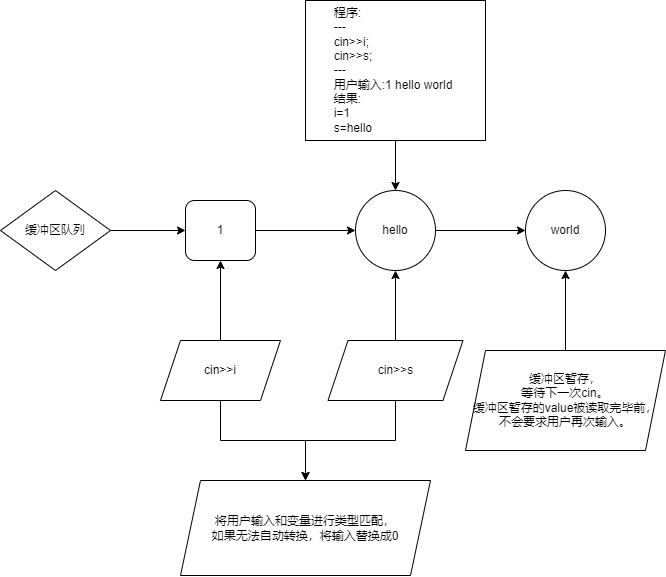 程序:
---
cin>>i;
cin>>s;
---
用户输入:1 hello world
结果:
i=1
s=hello
缓冲区队列
1
hello
world
cin>>i
cin>>s
缓冲区暂存，
等待下一次cin。
缓冲区暂存的value被读取完毕前，
不会要求用户再次输入。
将用户输入和变量进行类型匹配，
如果无法自动转换，将输入替换成0